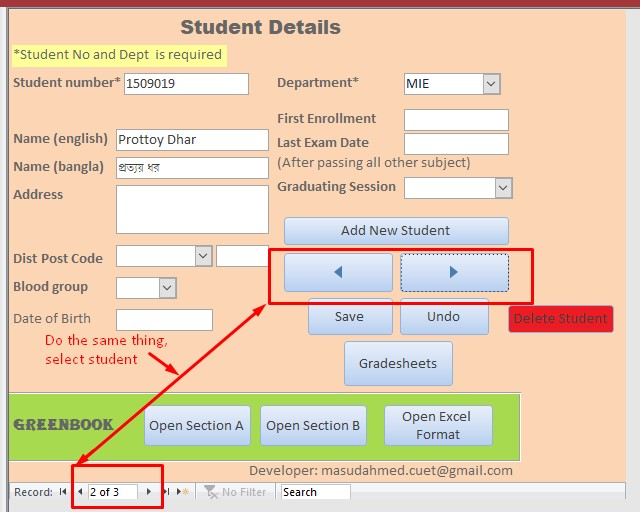 Student Details
*Student No and Dept is required
Student number* 1509019 Department* MIE
First Enrollment
Name (english) Prottoy Dhar Last Exam Date
Name (bangla) প্রত্যয় ধর (After passing all other subject)
Address Graduating Session
Add New Student
Dist Post Code
Blood group
Date of Birth Save Undo Delete Student
Do the same thing,
select student
Gradesheets
GREENBOOK Open Section A Open Section B Open Excel
Format
Developer: masudahmed.cuet@gmail.com
Record: 2 of 3 No Filter Search